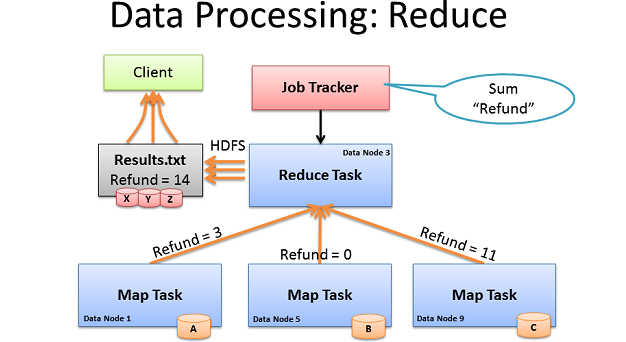 Data Processing: Reduce
Client
Job Tracker
Sum
"Refund"
HDFS
Results.txt
Refund = 14
X Y Z
Data Node 3
Reduce Task
Refund = 3
Refund = 0
Refund = 11
Map Task
Data Node 1
A
Map Task
Data Node 5
B
Map Task
Data Node 9
C